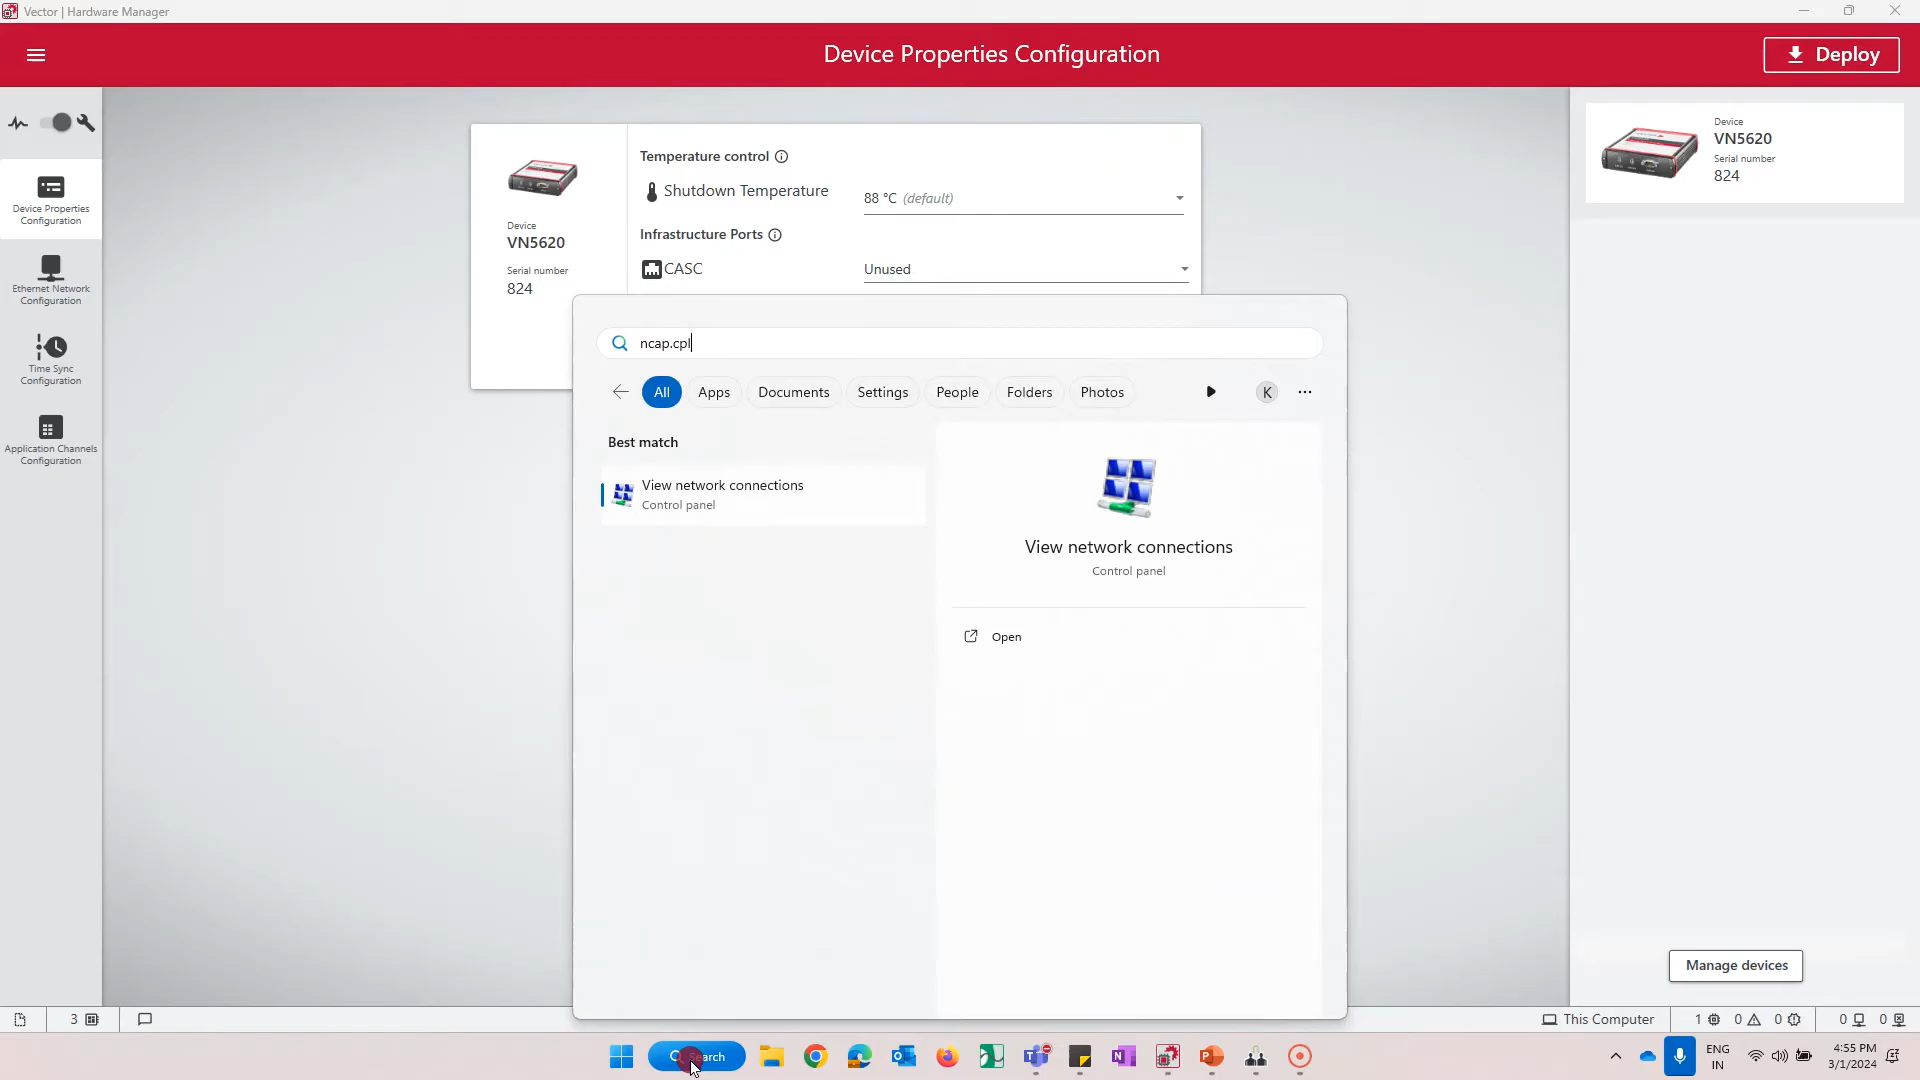 Vector | Hardware Manager
Device Properties Configuration
Deploy
Device Properties
Configuration
Ethernet Network
Configuration
Time Sync
Configuration
Application Channels
Configuration
Device
VN5620
Serial number
824
Temperature control
Shutdown Temperature
88 °C (default)
Infrastructure Ports
CASC
Unused
Device
VN5620
Serial number
824
ncap.cpl
All
Apps
Documents
Settings
People
Folders
Photos
K
Best match
View network connections
Control panel
View network connections
Control panel
Open
Manage devices
3
This Computer
1
0
0
0
0
Search
ENG
IN
4:55 PM
3/1/2024